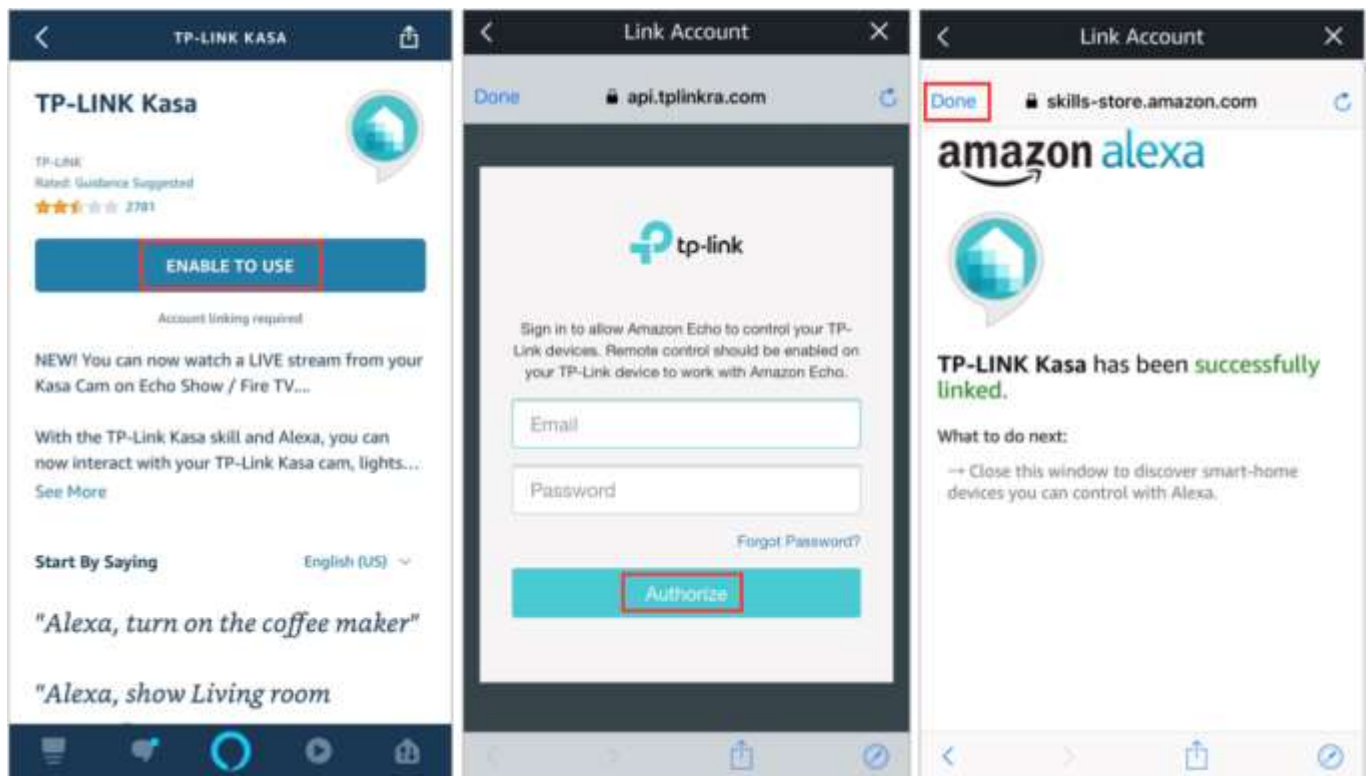 TP-LINK KASA
TP-LINK Kasa
TP-LINK
Rated: Guidance Suggested
2781
ENABLE TO USE
Account linking required
NEW! You can now watch a LIVE stream from your
Kasa Cam on Echo Show / Fire TV....
With the TP-Link Kasa skill and Alexa, you can
now interact with your TP-Link Kasa cam, lights...
See More
Start By Saying
English (US)
"Alexa, turn on the coffee maker"
"Alexa, show Living room
Link Account
Done
api.tplinkra.com
tp-link
Sign in to allow Amazon Echo to control your TP-
Link devices. Remote control should be enabled on
your TP-Link device to work with Amazon Echo.
Email
Password
Forgot Password?
Authorize
Link Account
Done
skills-store.amazon.com
amazon alexa
TP-LINK Kasa has been successfully
linked.
What to do next:
→ Close this window to discover smart-home
devices you can control with Alexa.